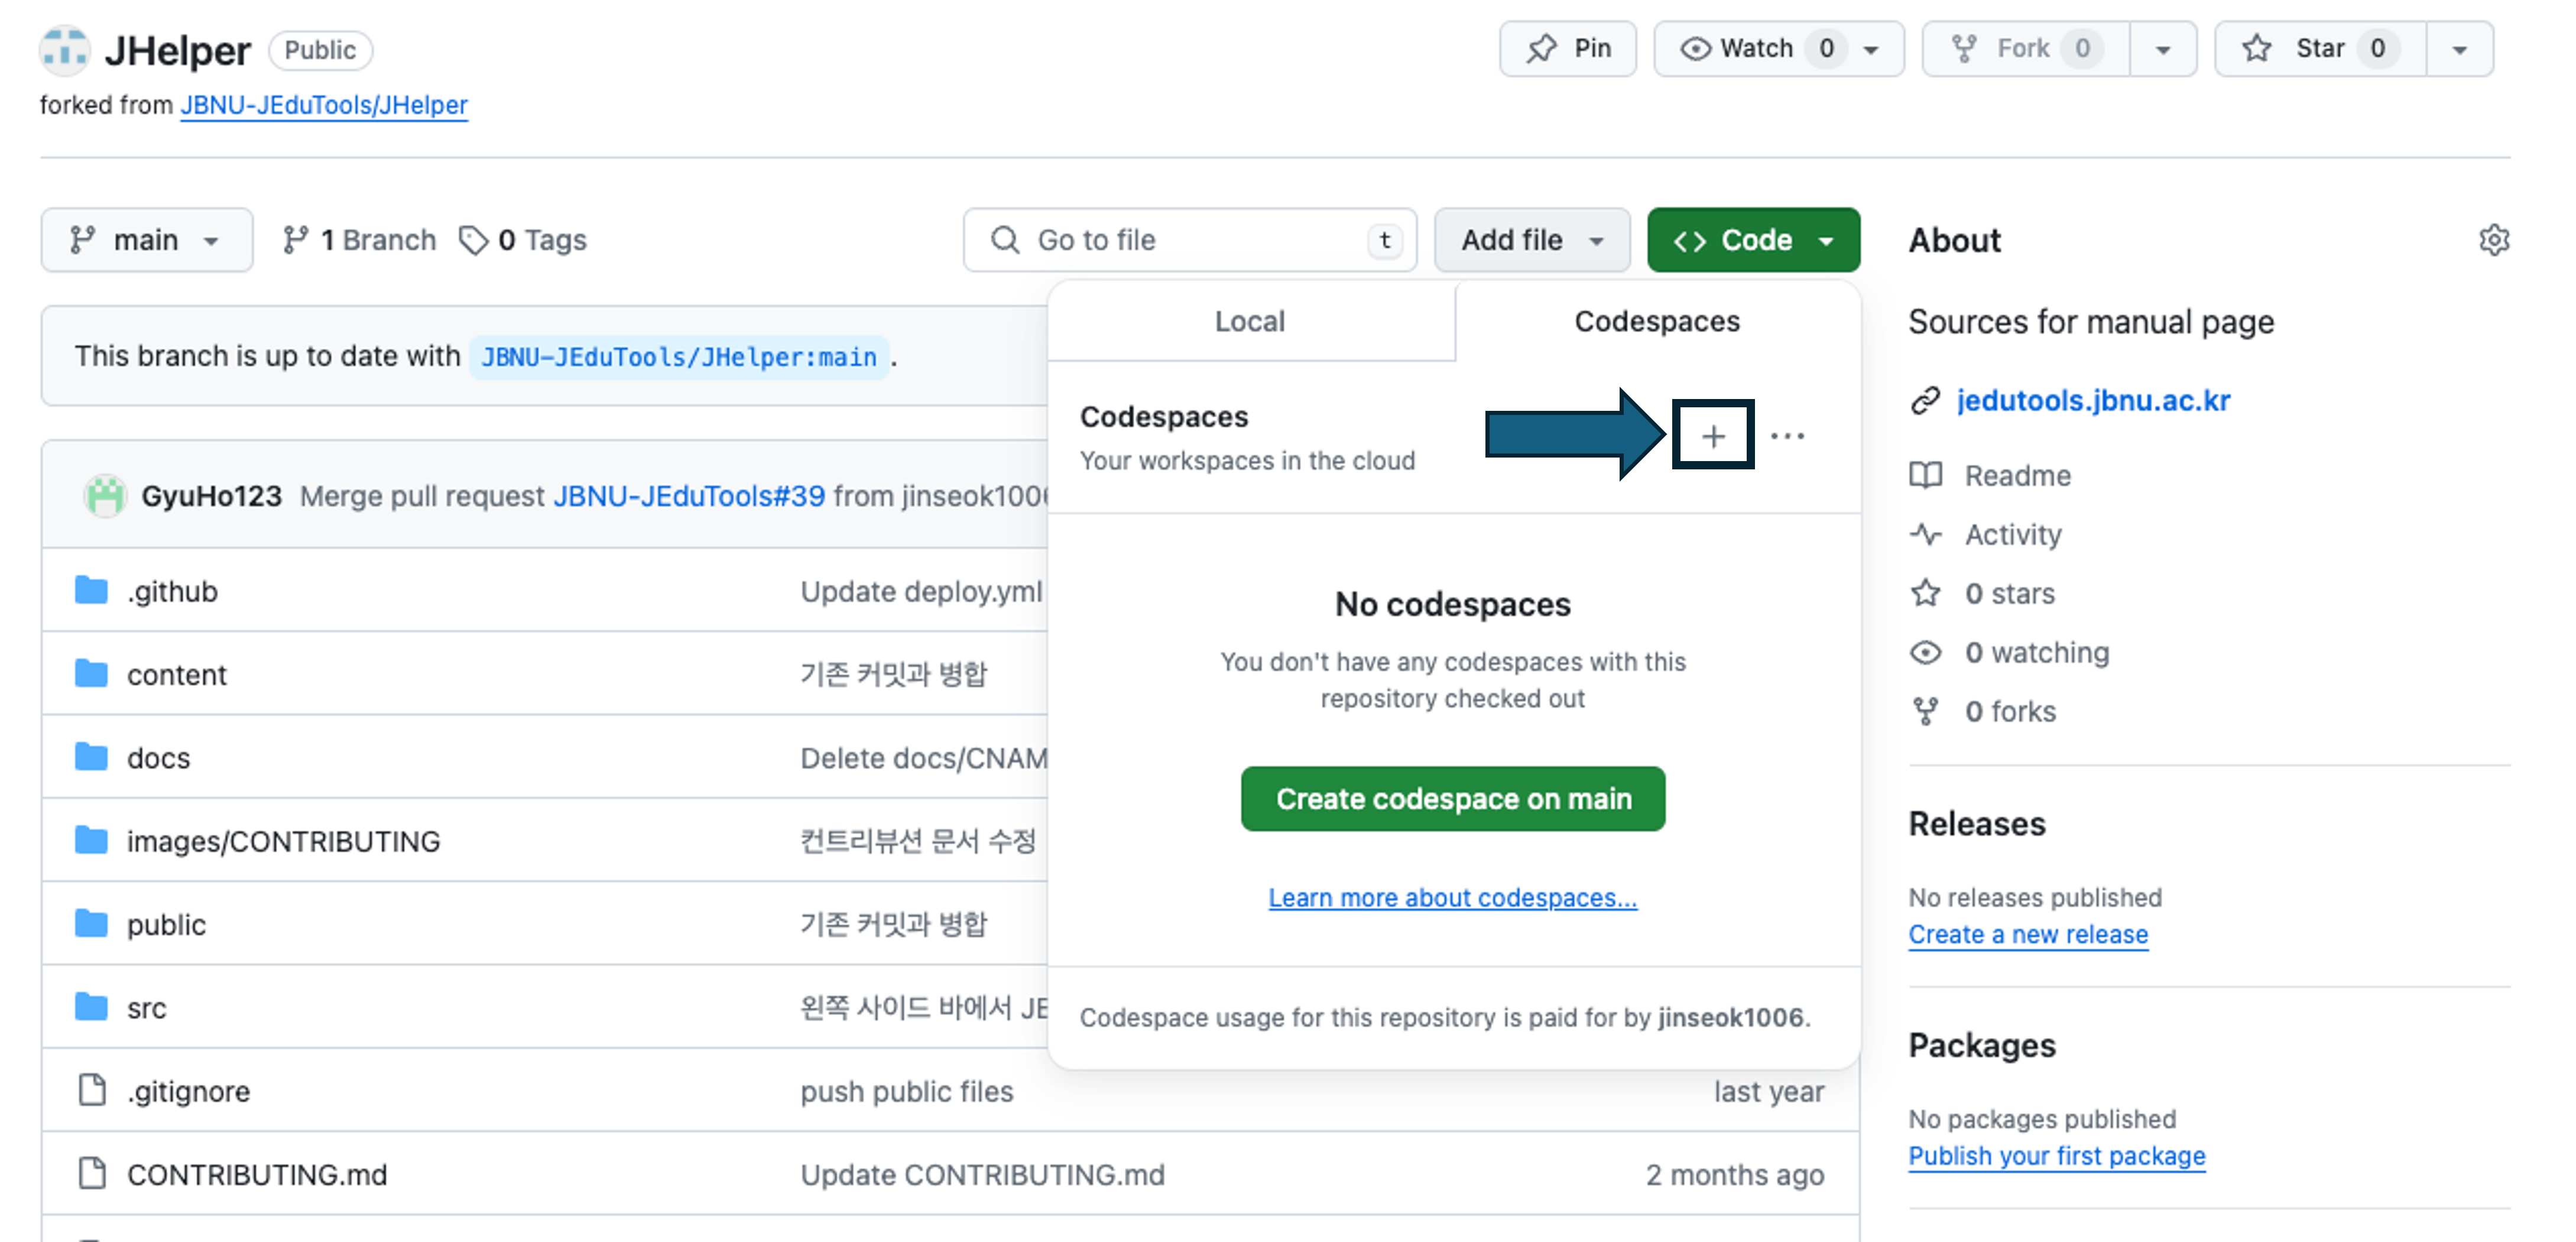 JHelper Public
Pin
Watch 0
Fork 0
Star 0
forked from JBNU-JEduTools/JHelper
main
1 Branch
0 Tags
Go to file t
Add file
Code
This branch is up to date with JBNU-JEduTools/JHelper:main .
GyuHo123 Merge pull request JBNU-JEduTools#39 from jinseok1006
.github Update deploy.yml
content 기존 커밋과 병합
docs Delete docs/CNAM
images/CONTRIBUTING 컨트리뷰션 문서 수정
public 기존 커밋과 병합
src 왼쪽 사이드 바에서 JE
.gitignore push public files last year
CONTRIBUTING.md Update CONTRIBUTING.md 2 months ago
Local
Codespaces
Codespaces
Your workspaces in the cloud
+ ...
No codespaces
You don't have any codespaces with this
repository checked out
Create codespace on main
Learn more about codespaces...
Codespace usage for this repository is paid for by jinseok1006.
About
Sources for manual page
jedutools.jbnu.ac.kr
Readme
Activity
0 stars
0 watching
0 forks
Releases
No releases published
Create a new release
Packages
No packages published
Publish your first package